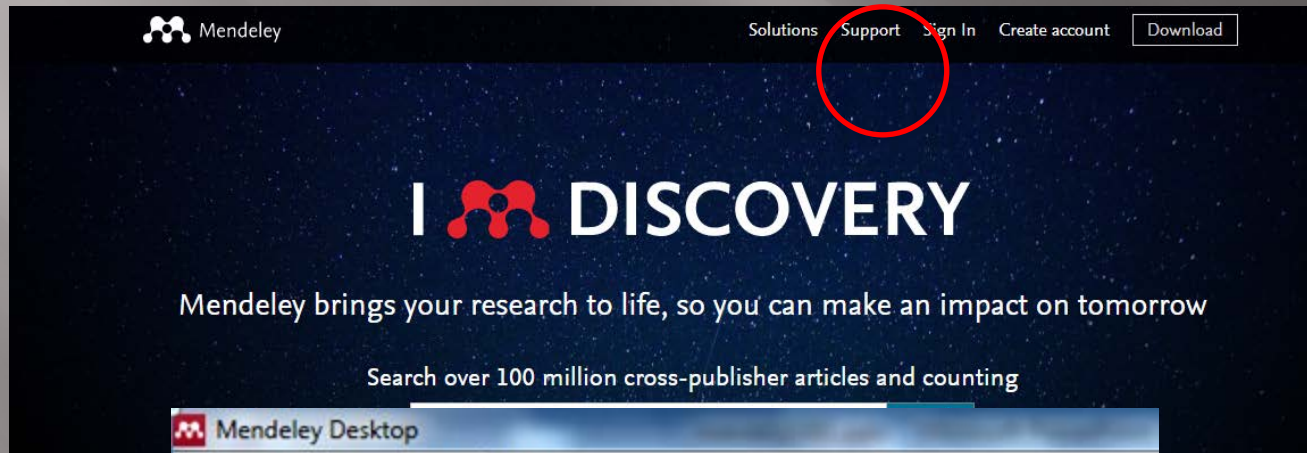 Mendeley Solutions Support Sign In Create account Download
I DISCOVERY
Mendeley brings your research to life, so you can make an impact on tomorrow
Search over 100 million cross-publisher articles and counting
Mendeley Desktop